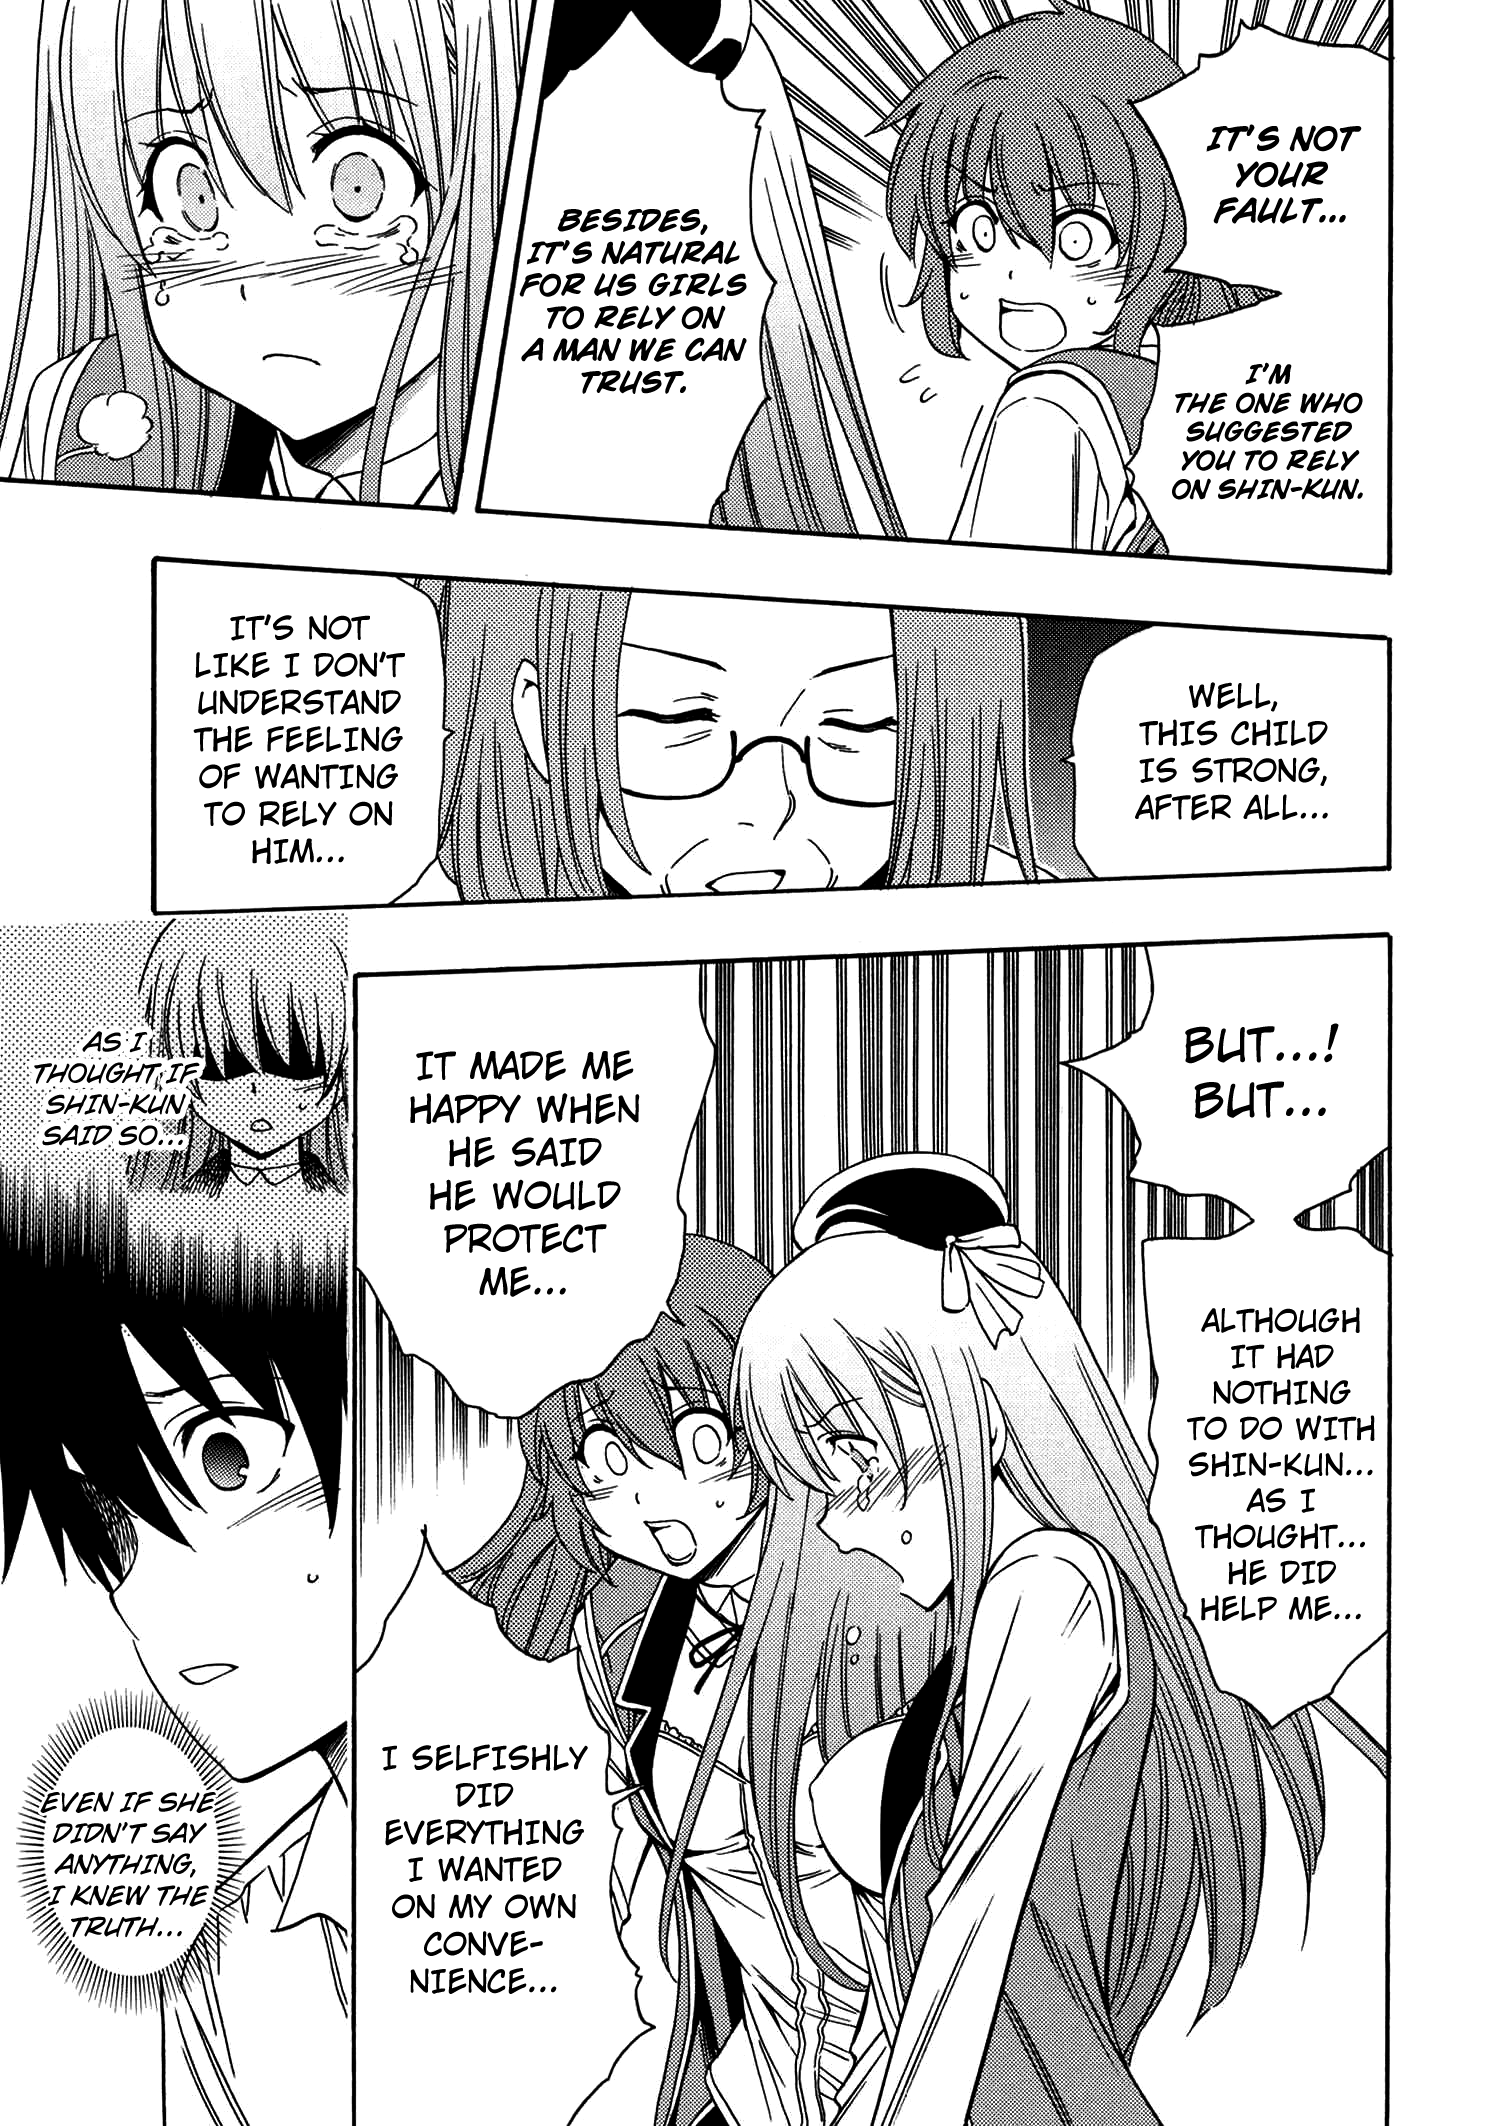 IT'S NOT
YOUR
FAULT...
I'M
THE ONE WHO
SUGGESTED
YOU TO RELY
ON SHIN-KUN.
BESIDES,
IT'S NATURAL
FOR US GIRLS
TO RELY ON
A MAN WE CAN
TRUST.
WELL,
THIS CHILD
IS STRONG,
AFTER ALL...
IT'S NOT
LIKE I DON'T
UNDERSTAND
THE FEELING
OF WANTING
TO RELY ON
HIM...
BUT...!
BUT...
ALTHOUGH
IT HAD
NOTHING
TO DO WITH
SHIN-KUN...
AS I
THOUGHT...
HE DID
HELP ME...
IT MADE ME
HAPPY WHEN
HE SAID
HE WOULD
PROTECT
ME...
I SELFISHLY
DID
EVERYTHING
I WANTED
ON MY OWN
CONVE-
NIENCE...
AS I
THOUGHT, IF
SHIN-KUN
SAID SO...
EVEN IF SHE
DIDN'T SAY
ANYTHING,
I KNEW THE
TRUTH...